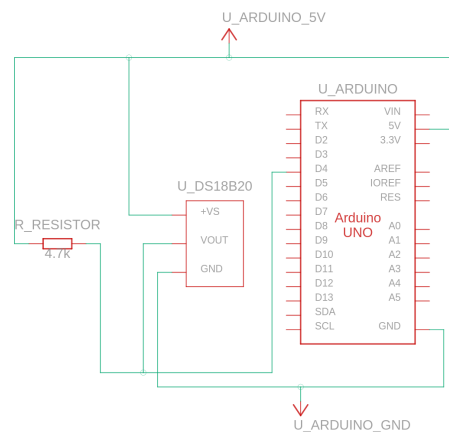 U_ARDUINO_5V
U_ARDUINO
RX
VIN
TX
5V
D2
3.3V
D3
D4
AREF
D5
IOREF
D6
RES
D7
D8
A0
D9
A1
D10
A2
D11
A3
D12
A4
D13
A5
SDA
SCL
GND
Arduino
UNO
U_DS18B20
+VS
VOUT
GND
R_RESISTOR
4.7k
U_ARDUINO_GND